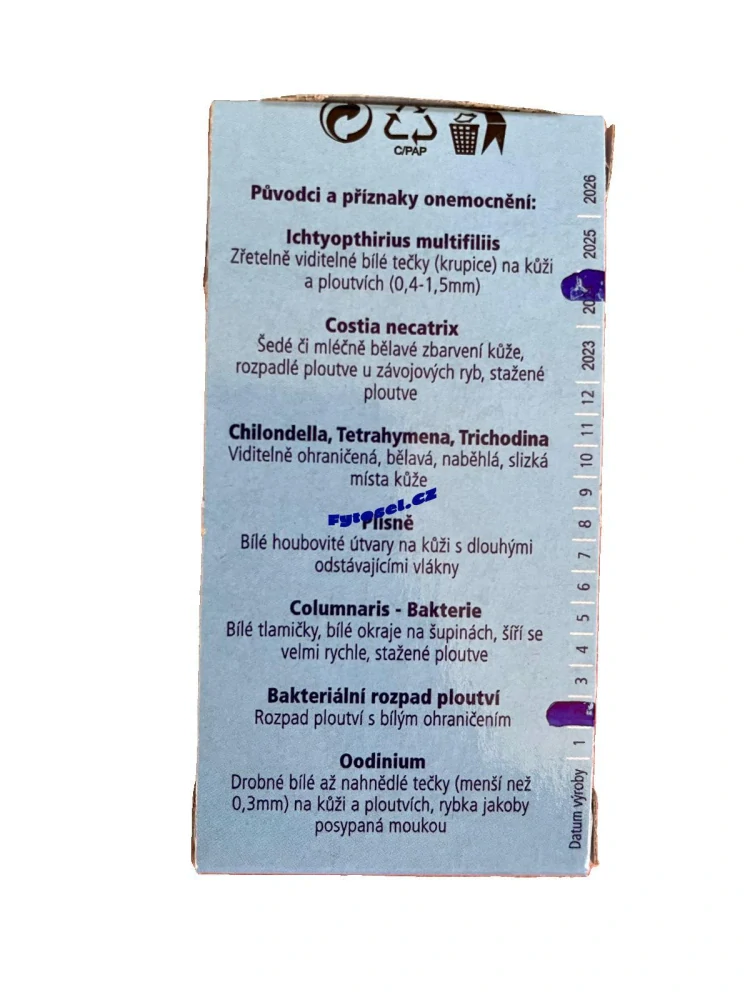 C/PAP
Původci a příznaky onemocnění:
Ichtyopthirius multifiliis
Zřetelně viditelné bílé tečky (krupice) na kůži
a ploutvích (0,4-1,5mm)
Costia necatrix
Šedé či mléčně bělavé zbarvení kůže,
rozpadlé ploutve u závojových ryb, stažené
ploutve
Chilondella, Tetrahymena, Trichodina
Viditelně ohraničená, bělavá, naběhlá, slizká
místa kůže
Fytosel.cz
Plísně
Bílé houbovité útvary na kůži s dlouhými
odstávajícími vlákny
Columnaris - Bakterie
Bílé tlamičky, bílé okraje na šupinách, šíří se
velmi rychle, stažené ploutve
Bakteriální rozpad ploutví
Rozpad ploutví s bílým ohraničením
Oodinium
Drobné bílé až nahnědlé tečky (menší než
0,3mm) na kůži a ploutvích, rybka jakoby
posypaná moukou
Datum výroby | 1 | 3 | 4 | 5 | 6 | 7 | 8 | 9 | 10 | 11 | 12 | 2023 | 2025 | 2026